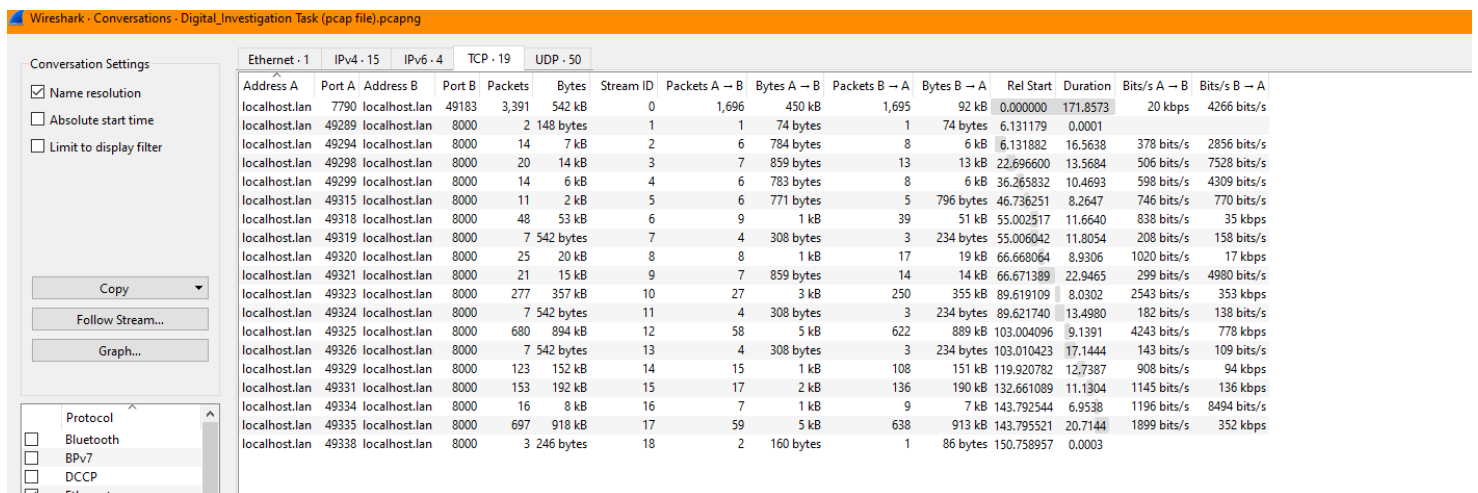 Wireshark · Conversations · Digital_Investigation Task (pcap file).pcapng
Conversation Settings
Name resolution
Absolute start time
Limit to display filter
Copy
Follow Stream...
Graph...
Protocol
Bluetooth
BPv7
DCCP
Ethernet · 1 IPv4 · 15 IPv6 · 4 TCP · 19 UDP · 50
Address A Port A Address B Port B Packets Bytes Stream ID Packets A → B Bytes A → B Packets B → A Bytes B → A Rel Start Duration Bits/s A → B Bits/s B → A
localhost.lan 7790 localhost.lan 49183 3,391 542 kB 0 1,696 450 kB 1,695 92 kB 0.000000 171.8573 20 kbps 4266 bits/s
localhost.lan 49289 localhost.lan 8000 2 148 bytes 1 1 74 bytes 1 74 bytes 6.131179 0.0001
localhost.lan 49294 localhost.lan 8000 14 7 kB 2 6 784 bytes 8 6 kB 6.131882 16.5638 378 bits/s 2856 bits/s
localhost.lan 49298 localhost.lan 8000 20 14 kB 3 7 859 bytes 13 13 kB 22.696600 13.5684 506 bits/s 7528 bits/s
localhost.lan 49299 localhost.lan 8000 14 6 kB 4 6 783 bytes 8 6 kB 36.265832 10.4693 598 bits/s 4309 bits/s
localhost.lan 49315 localhost.lan 8000 11 2 kB 5 6 771 bytes 5 796 bytes 46.736251 8.2647 746 bits/s 770 bits/s
localhost.lan 49318 localhost.lan 8000 48 53 kB 6 9 1 kB 39 51 kB 55.002517 11.6640 838 bits/s 35 kbps
localhost.lan 49319 localhost.lan 8000 7 542 bytes 7 4 308 bytes 3 234 bytes 55.006042 11.8054 208 bits/s 158 bits/s
localhost.lan 49320 localhost.lan 8000 25 20 kB 8 8 1 kB 17 19 kB 66.668064 8.9306 1020 bits/s 17 kbps
localhost.lan 49321 localhost.lan 8000 21 15 kB 9 7 859 bytes 14 14 kB 66.671389 22.9465 299 bits/s 4980 bits/s
localhost.lan 49323 localhost.lan 8000 277 357 kB 10 27 3 kB 250 355 kB 89.619109 8.0302 2543 bits/s 353 kbps
localhost.lan 49324 localhost.lan 8000 7 542 bytes 11 4 308 bytes 3 234 bytes 89.621740 13.4980 182 bits/s 138 bits/s
localhost.lan 49325 localhost.lan 8000 680 894 kB 12 58 5 kB 622 889 kB 103.004096 9.1391 4243 bits/s 778 kbps
localhost.lan 49326 localhost.lan 8000 7 542 bytes 13 4 308 bytes 3 234 bytes 103.010423 17.1444 143 bits/s 109 bits/s
localhost.lan 49329 localhost.lan 8000 123 152 kB 14 15 1 kB 108 151 kB 119.920782 12.7387 908 bits/s 94 kbps
localhost.lan 49331 localhost.lan 8000 153 192 kB 15 17 2 kB 136 190 kB 132.661089 11.1304 1145 bits/s 136 kbps
localhost.lan 49334 localhost.lan 8000 16 8 kB 16 7 1 kB 9 7 kB 143.792544 6.9538 1196 bits/s 8494 bits/s
localhost.lan 49335 localhost.lan 8000 697 918 kB 17 59 5 kB 638 913 kB 143.795521 20.7144 1899 bits/s 352 kbps
localhost.lan 49338 localhost.lan 8000 3 246 bytes 18 2 160 bytes 1 86 bytes 150.758957 0.0003